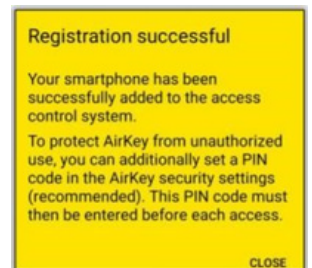 Registration successful
Your smartphone has been
successfully added to the access
control system.
To protect AirKey from unauthorized
use, you can additionally set a PIN
code in the AirKey security settings
(recommended). This PIN code must
then be entered before each access.
CLOSE